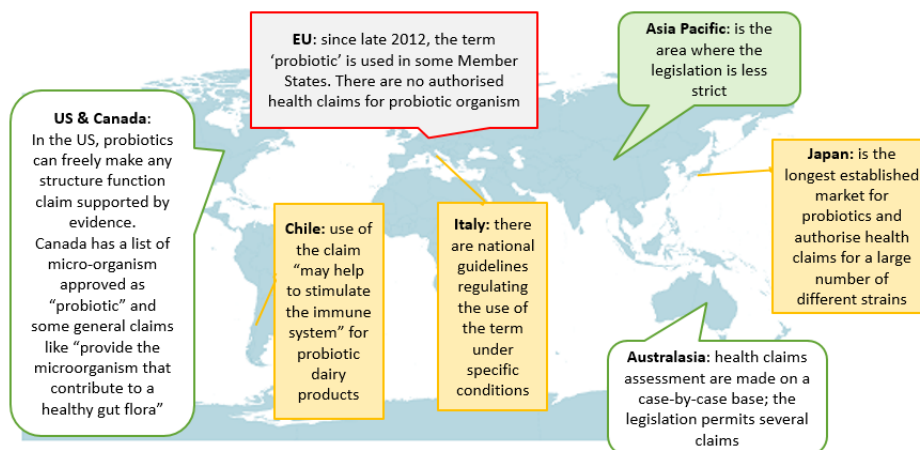 EU: since late 2012, the term
‘probiotic’ is used in some Member
States. There are no authorised
health claims for probiotic organism
Asia Pacific: is
the area where
the legislation is less
strict
US & Canada:
In the US, probiotics
can freely make any
structure function
claim supported by
evidence.
Canada has a list of
micro-organism
approved as
“probiotic” and
some general claims
like “provide the
microorganism that
contribute to a
healthy gut flora”
Chile: use of
the claim
“may help
to stimulate
the immune
system” for
probiotic
dairy
products
Italy: there
are national
guidelines
regulating
the use of
the term
under
specific
conditions
Japan: is the
longest established
market for
probiotics and
authorise health
claims for a large
number of
different strains
Australasia: health claims
assessment are made on a
case-by-case base; the
legislation permits several
claims